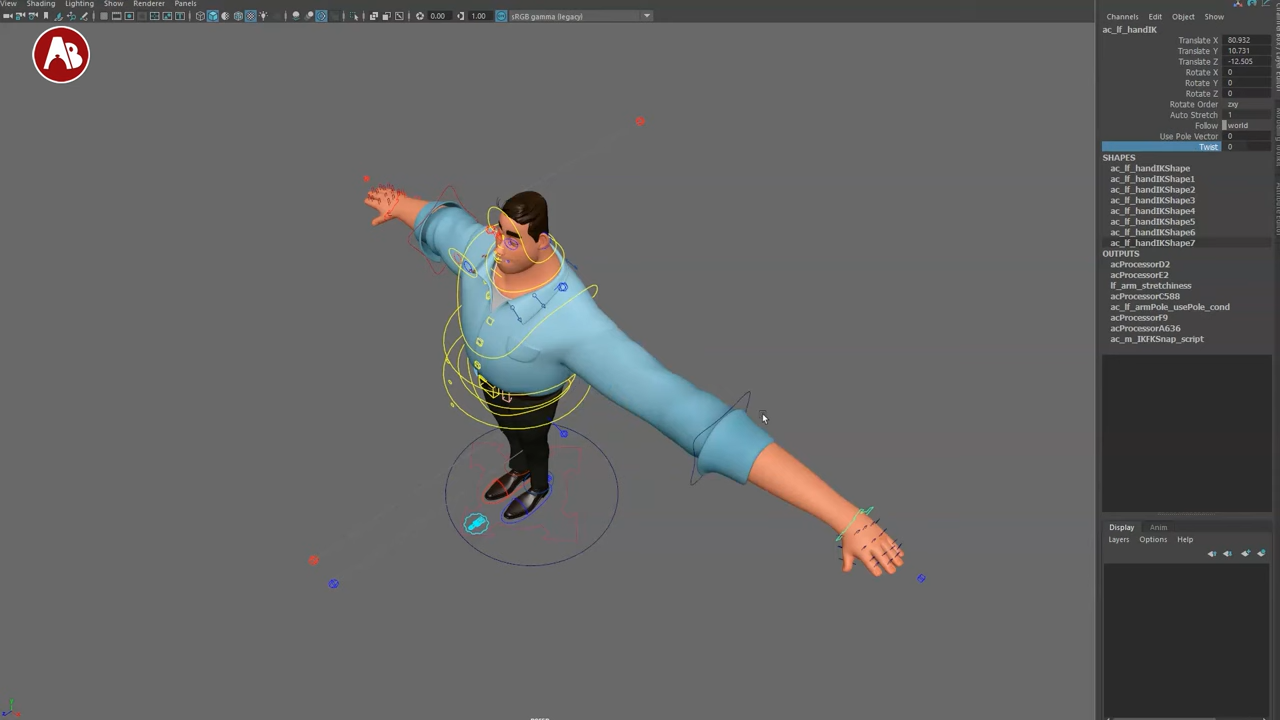 View Shading Lighting Show Renderer Panels
0.00 1.00 sRGB gamma (legacy)
AB
Channels Edit Object Show
ac_lf_handIK
Translate X 80.932
Translate Y 10.731
Translate Z -12.505
Rotate X 0
Rotate Y 0
Rotate Z 0
Rotate Order zxy
Auto Stretch 1
Follow world
Use Pole Vector 0
Twist 0
SHAPES
ac_lf_handIKShape
ac_lf_handIKShape1
ac_lf_handIKShape2
ac_lf_handIKShape3
ac_lf_handIKShape4
ac_lf_handIKShape5
ac_lf_handIKShape6
ac_lf_handIKShape7
OUTPUTS
acProcessorD2
acProcessorE2
lf_arm_stretchiness
acProcessorC588
ac_lf_armPole_usePole_cond
acProcessorF9
acProcessorA636
ac_m_IKFKSnap_script
Display Anim
Layers Options Help